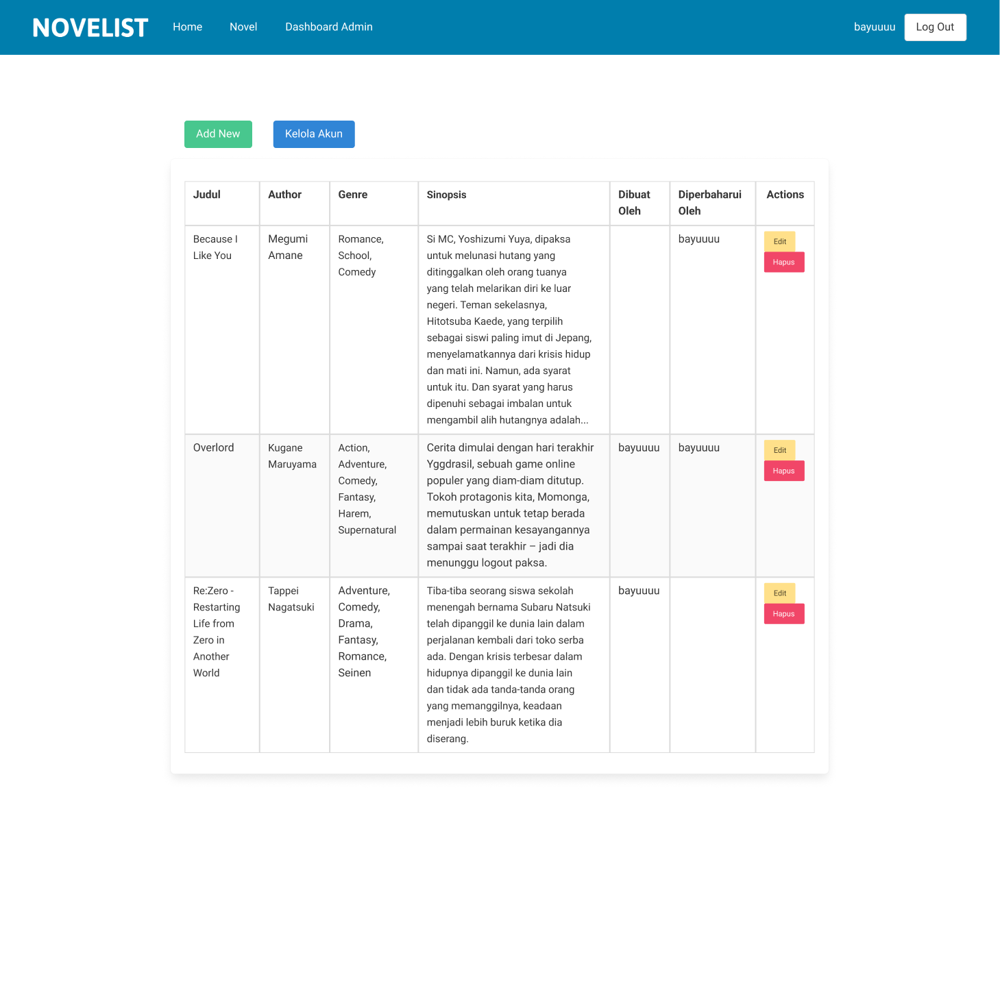 NOVELIST Home Novel Dashboard Admin bayuuuu Log Out
Add New Kelola Akun
Judul Author Genre Sinopsis Dibuat Oleh Diperbaharui Oleh Actions
Because I
Like You
Megumi
Amane
Romance,
School,
Comedy
Si MC, Yoshizumi Yuya, dipaksa
untuk melunasi hutang yang
ditinggalkan oleh orang tuanya
yang telah melarikan diri ke luar
negeri. Teman sekelasnya,
Hitotsuba Kaede, yang terpilih
sebagai siswi paling imut di Jepang,
menyelamatkannya dari krisis hidup
dan mati ini. Namun, ada syarat
untuk itu. Dan syarat yang harus
dipenuhi sebagai imbalan untuk
mengambil alih hutangnya adalah...
bayuuuu
Edit
Hapus
Overlord
Kugane
Maruyama
Action,
Adventure,
Comedy,
Fantasy,
Harem,
Supernatural
Cerita dimulai dengan hari terakhir
Yggdrasil, sebuah game online
populer yang diam-diam ditutup.
Tokoh protagonis kita, Momonga,
memutuskan untuk tetap berada
dalam permainan kesayangannya
sampai saat terakhir – jadi dia
menunggu logout paksa.
bayuuuu
bayuuuu
Edit
Hapus
Re:Zero -
Restarting
Life from
Zero in
Another
World
Tappei
Nagatsuki
Adventure,
Comedy,
Drama,
Fantasy,
Romance,
Seinen
Tiba-tiba seorang siswa sekolah
menengah bernama Subaru Natsuki
telah dipanggil ke dunia lain dalam
perjalanan kembali dari toko serba
ada. Dengan krisis terbesar dalam
hidupnya dipanggil ke dunia lain
dan tidak ada tanda-tanda orang
yang memanggilnya, keadaan
menjadi lebih buruk ketika dia
diserang.
bayuuuu
Edit
Hapus